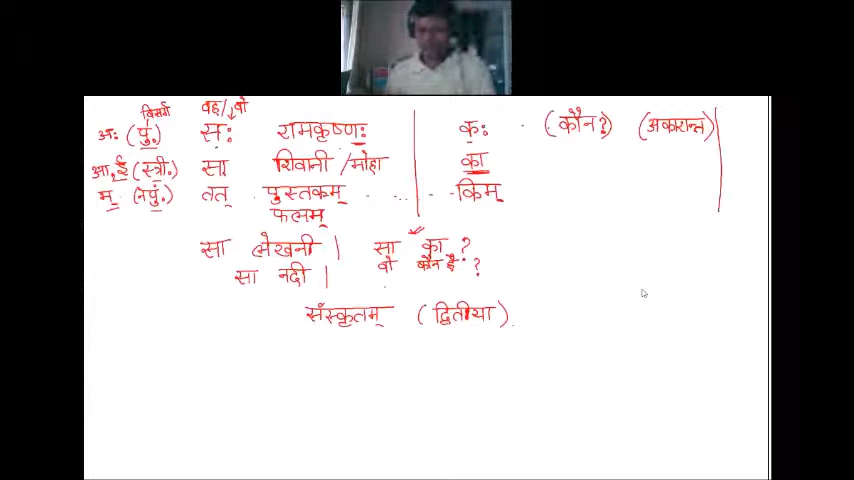 विसर्ग वह/वो
अः (पुं.) सः रामकृष्णः कः (कौन?) (अकारान्त)
आ,ई (स्त्री.) सा शिवानी / मोहा का
म् (नपुं.) तत् पुस्तकम् .... किम्
फलम्
सा लेखनी | सा का ?
सा नदी | वो कौन है ?
संस्कृतम् (द्वितीया)